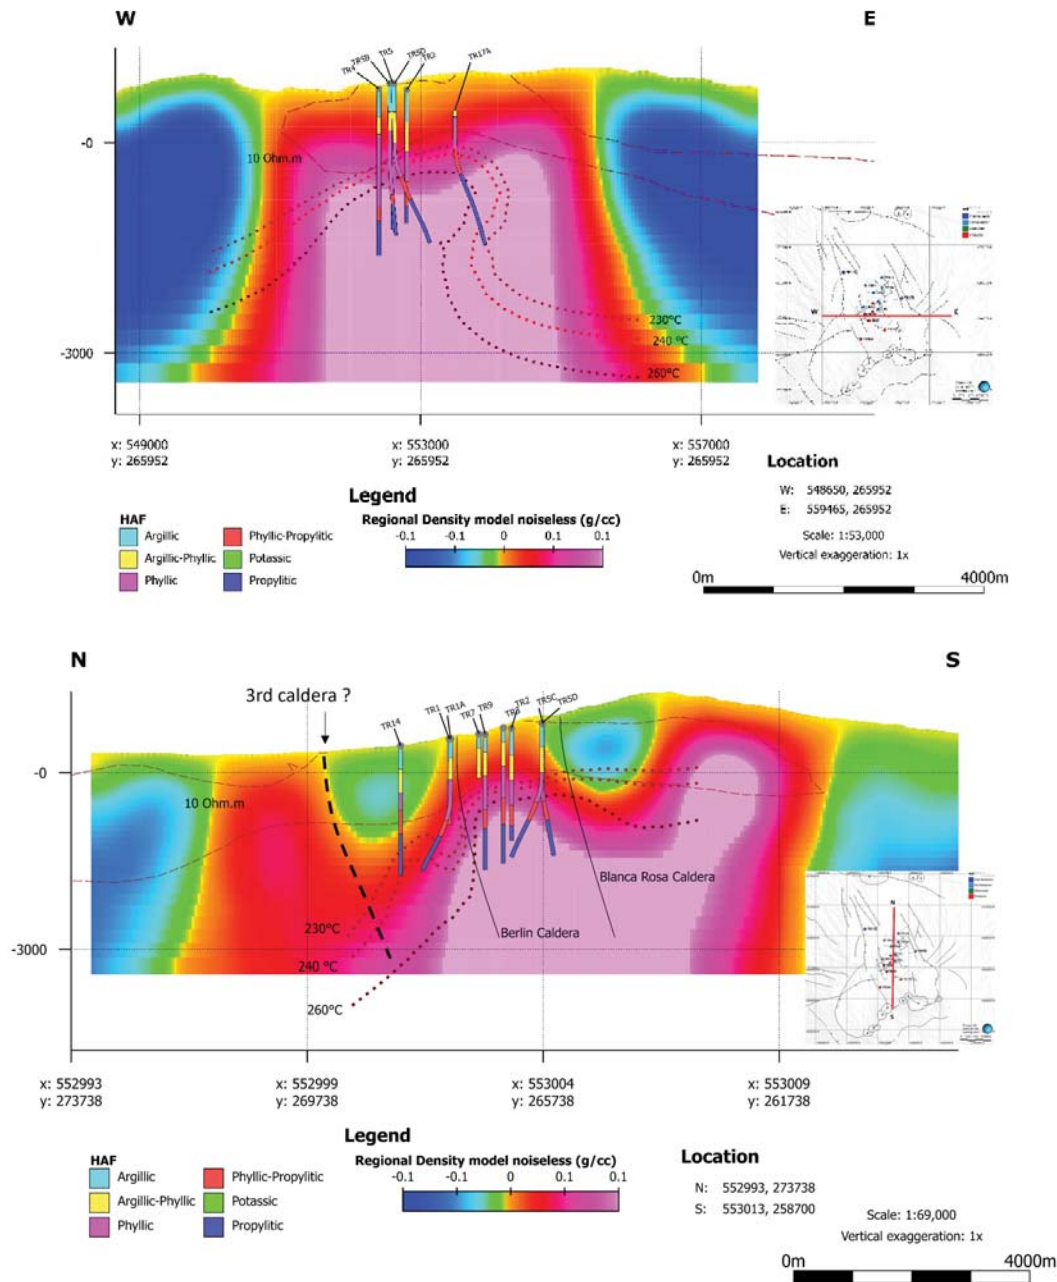 W E
TR4 TR5B TR5 TR5D TR2 TR17A
-0
10 Ohm.m
230°C
W E
240 °C
-3000
260°C
x: 549000 x: 553000 x: 557000
y: 265952 y: 265952 y: 265952
Location
W: 548650, 265952
E: 559465, 265952
Scale: 1:53,000
Vertical exaggeration: 1x
0m 4000m
Legend
HAF
Argillic
Argillic-Phyllic
Phyllic
Phyllic-Propylitic
Potassic
Propylitic
Regional Density model noiseless (g/cc)
-0.1 -0.1 0 0.1 0.1
N S
3rd caldera ?
TR14 TR1 TR1A TR7 TR9 TR2 TR5C TR5D
-0
10 Ohm.m
Blanca Rosa Caldera
N
230°C
Berlin Caldera
-3000
240 °C
S
260°C
x: 552993 x: 552999 x: 553004 x: 553009
y: 273738 y: 269738 y: 265738 y: 261738
Legend
HAF
Argillic
Argillic-Phyllic
Phyllic
Phyllic-Propylitic
Potassic
Propylitic
Regional Density model noiseless (g/cc)
-0.1 -0.1 0 0.1 0.1
Location
N: 552993, 273738
S: 553013, 258700
Scale: 1:69,000
Vertical exaggeration: 1x
0m 4000m